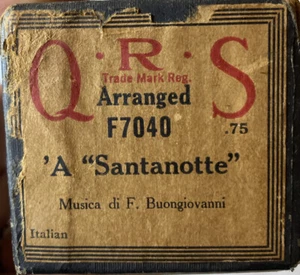 Q·R·S
Trade Mark Reg.
Arranged
F7040 .75
'A "Santanotte"
Musica di F. Buongiovanni
Italian